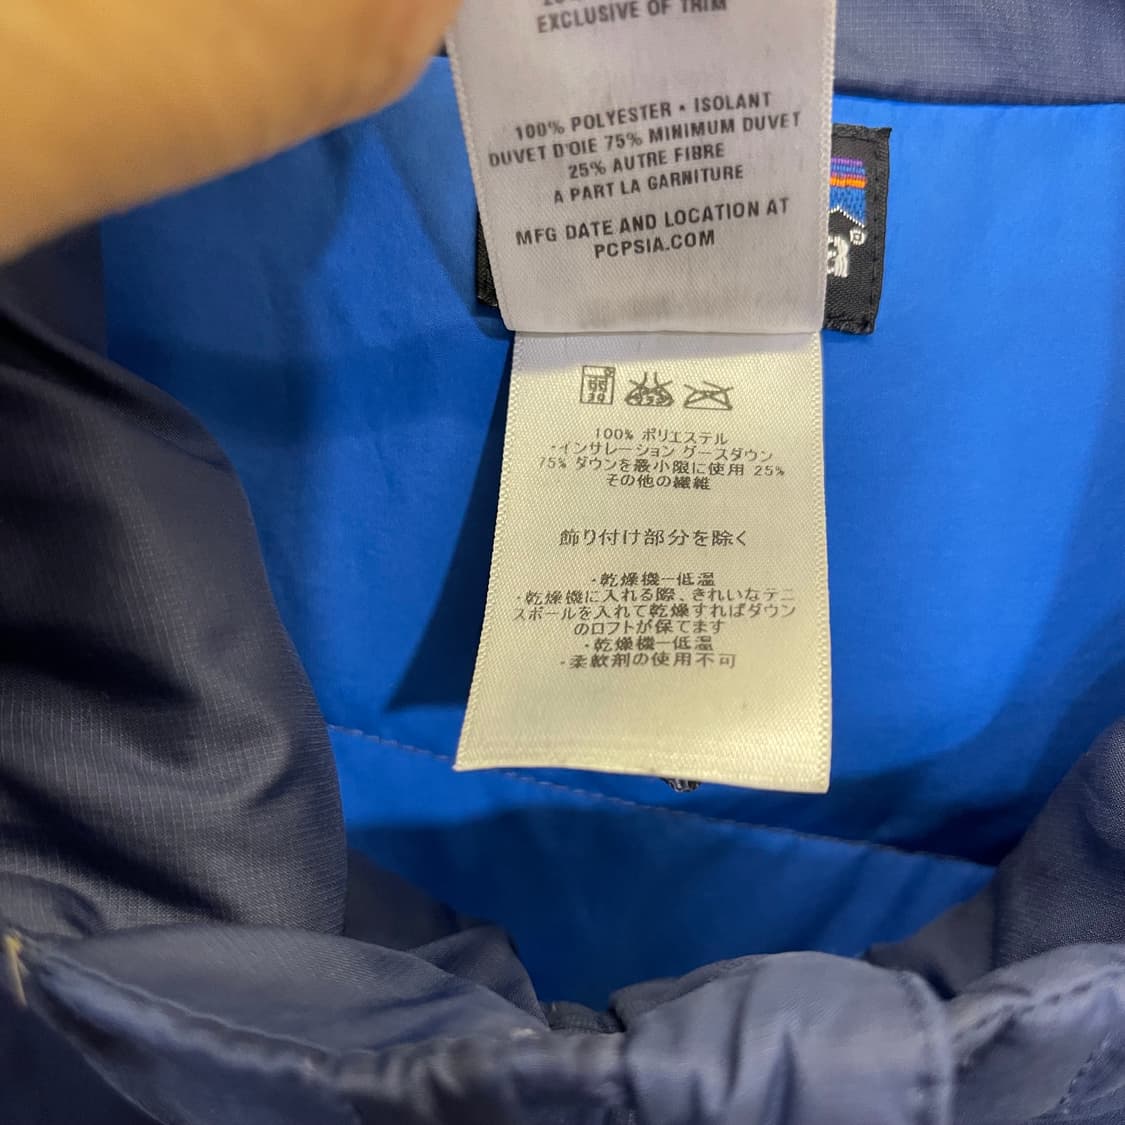 EXCLUSIVE OF TRIM
100% POLYESTER • ISOLANT
DUVET D'OIE 75% MINIMUM DUVET
25% AUTRE FIBRE
A PART LA GARNITURE
MFG DATE AND LOCATION AT
PCPSIA.COM
100% ポリエステル
・インサレーション グースダウン
75% ダウンを最小限に使用 25%
その他の繊維
飾り付け部分を除く
・乾燥機ー低温
・乾燥機に入れる際、きれいなテニ
スボールを入れて乾燥すればダウン
のロフトが保てます
・乾燥機ー低温
・柔軟剤の使用不可